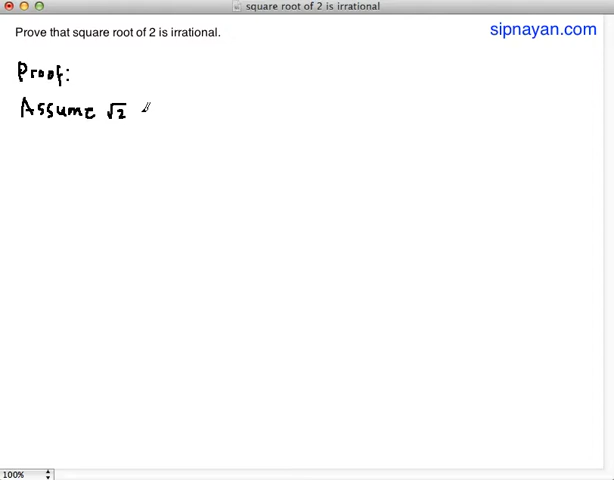 square root of 2 is irrational
Prove that square root of 2 is irrational.
sipnayan.com
Proof:
Assume √2
100%